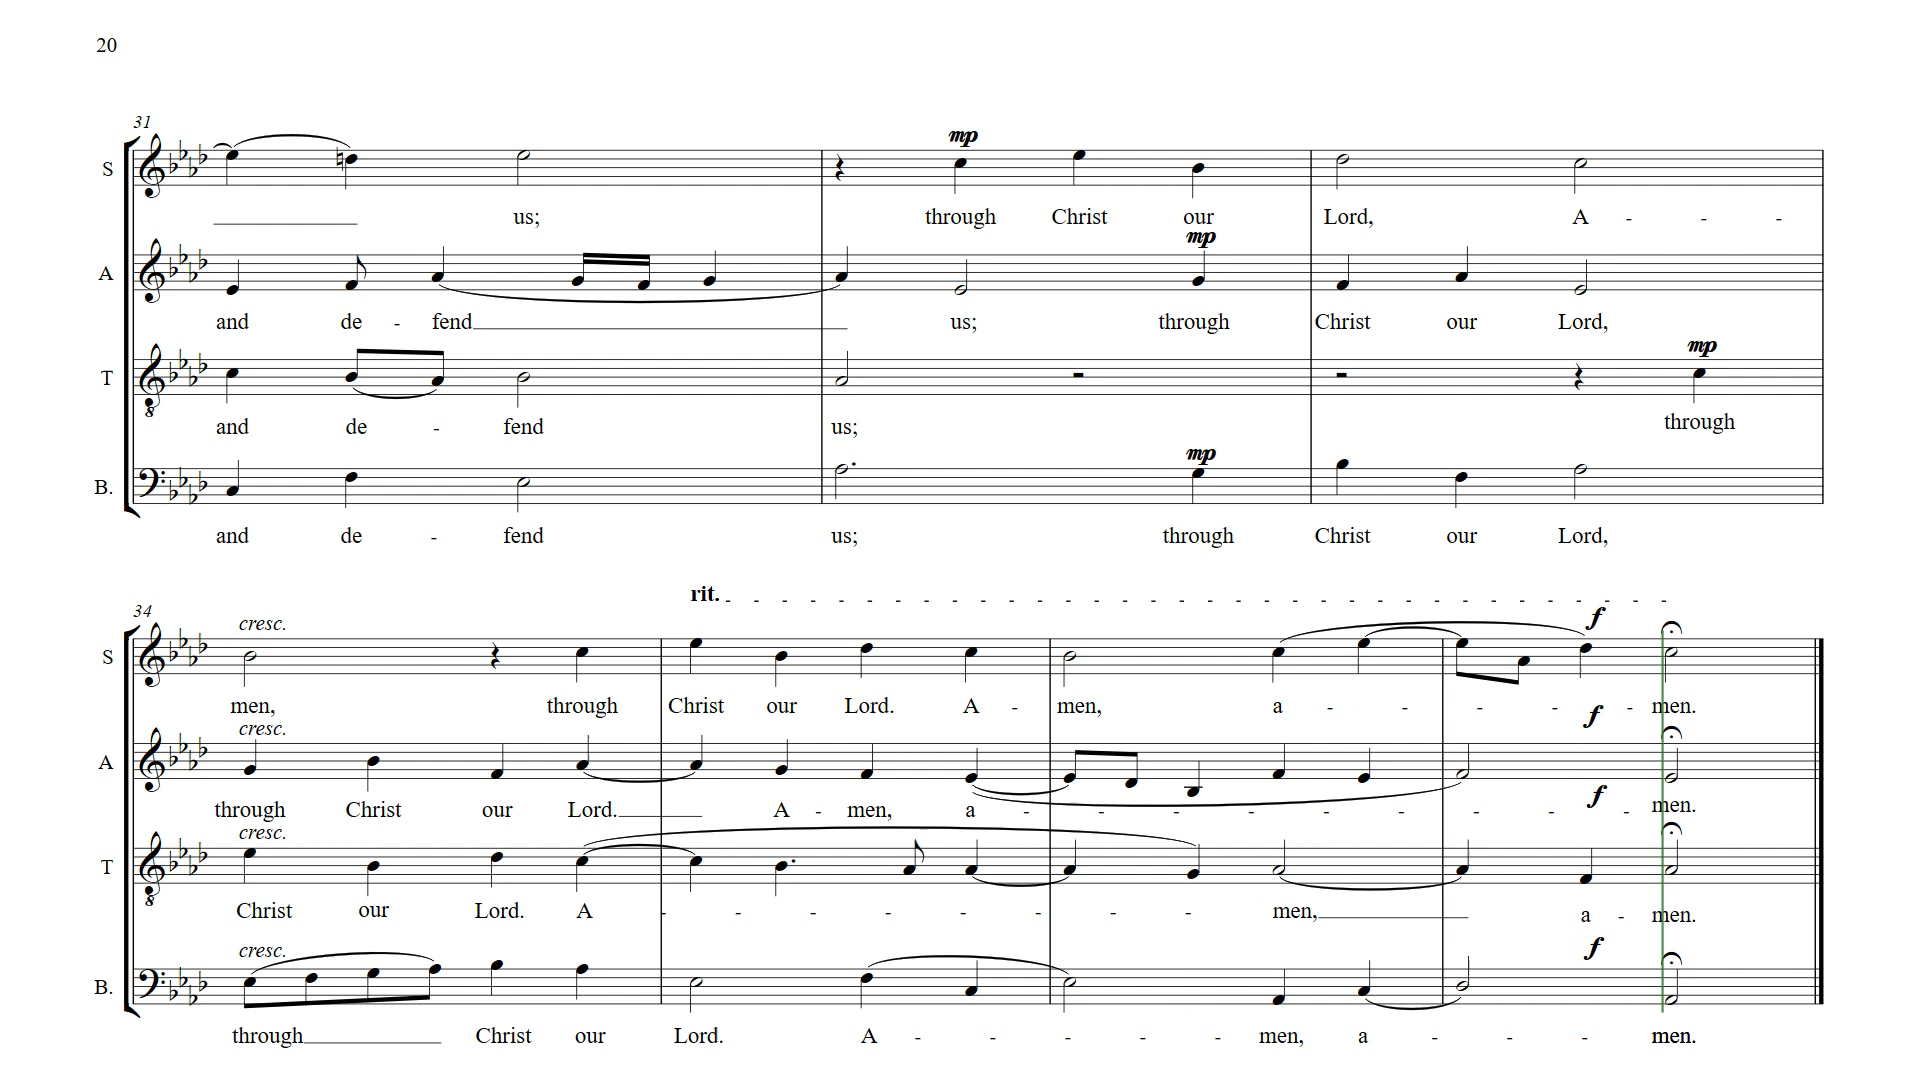 20
31
mp
S
us; through Christ our Lord, A - - -
mp
A
and de - fend us; through Christ our Lord,
mp
T
8
and de - fend us; through
mp
B.
and de - fend us; through Christ our Lord,
rit.
34
cresc. f
S
men, through Christ our Lord. A - men, a - - - - - men.
cresc. f
A
through Christ our Lord. A - men, a - - - - - - - - - men.
cresc. f
T
8
Christ our Lord. A - - - - - - - - men, a - men.
cresc. f
B.
through Christ our Lord. A - - - - - men, a - - - men.